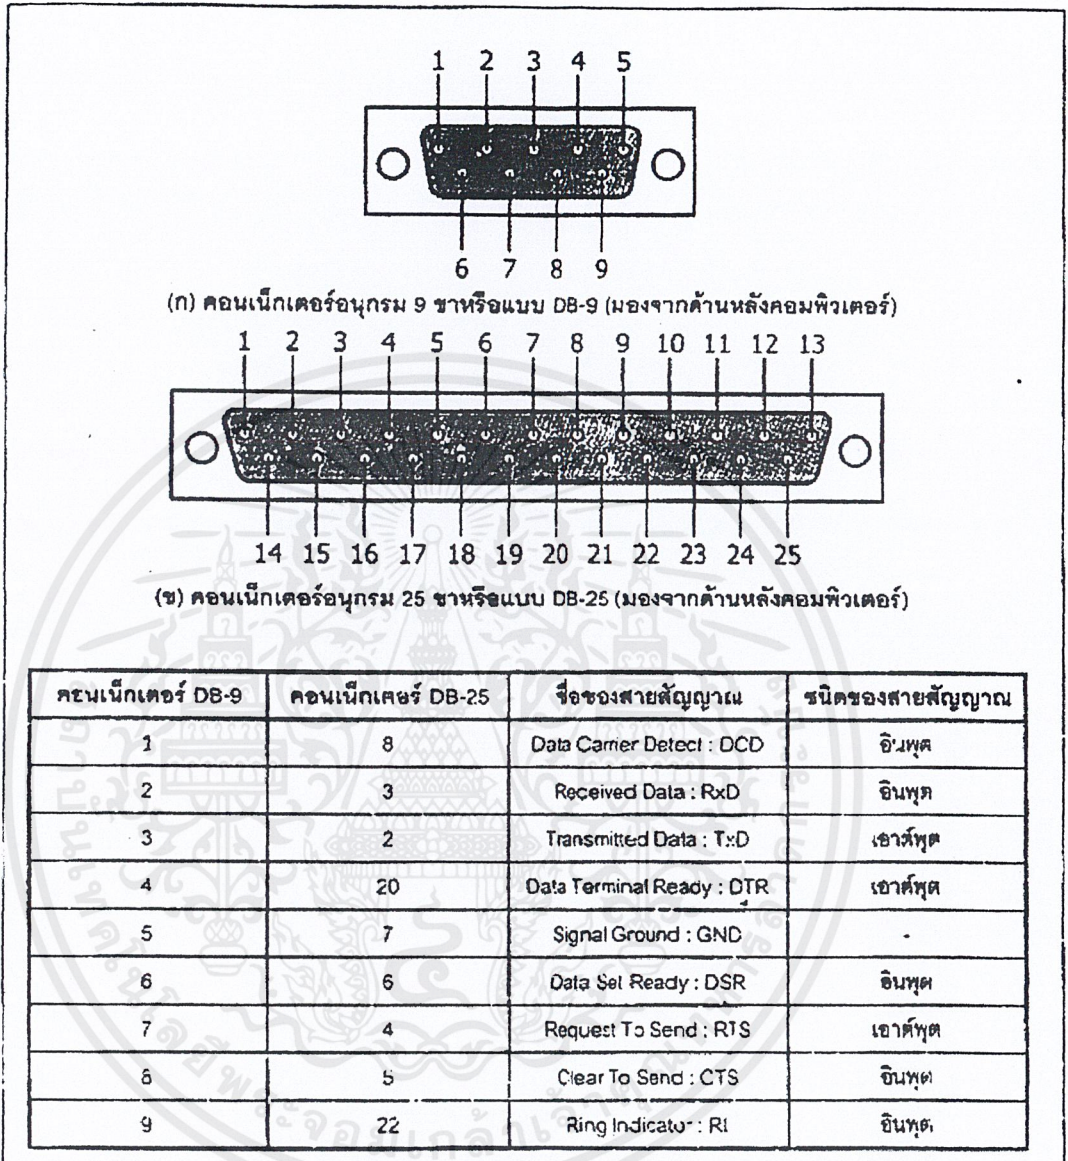 1 2 3 4 5
6 7 8 9
(ก) คอนเน็กเตอร์อนุกรม 9 ขาหรือแบบ DB-9 (มองจากด้านหลังคอมพิวเตอร์)
1 2 3 4 5 6 7 8 9 10 11 12 13
14 15 16 17 18 19 20 21 22 23 24 25
(ข) คอนเน็กเตอร์อนุกรม 25 ขาหรือแบบ DB-25 (มองจากด้านหลังคอมพิวเตอร์)
คอนเน็กเตอร์ DB-9 คอนเน็กเตอร์ DB-25 ชื่อของสายสัญญาณ ชนิดของสายสัญญาณ
1 8 Data Carrier Detect : DCD อินพุต
2 3 Received Data : RxD อินพุต
3 2 Transmitted Data : TxD เอาต์พุต
4 20 Data Terminal Ready : DTR เอาต์พุต
5 7 Signal Ground : GND -
6 6 Data Set Ready : DSR อินพุต
7 4 Request To Send : RTS เอาต์พุต
8 5 Clear To Send : CTS อินพุต
9 22 Ring Indicator : RI อินพุต